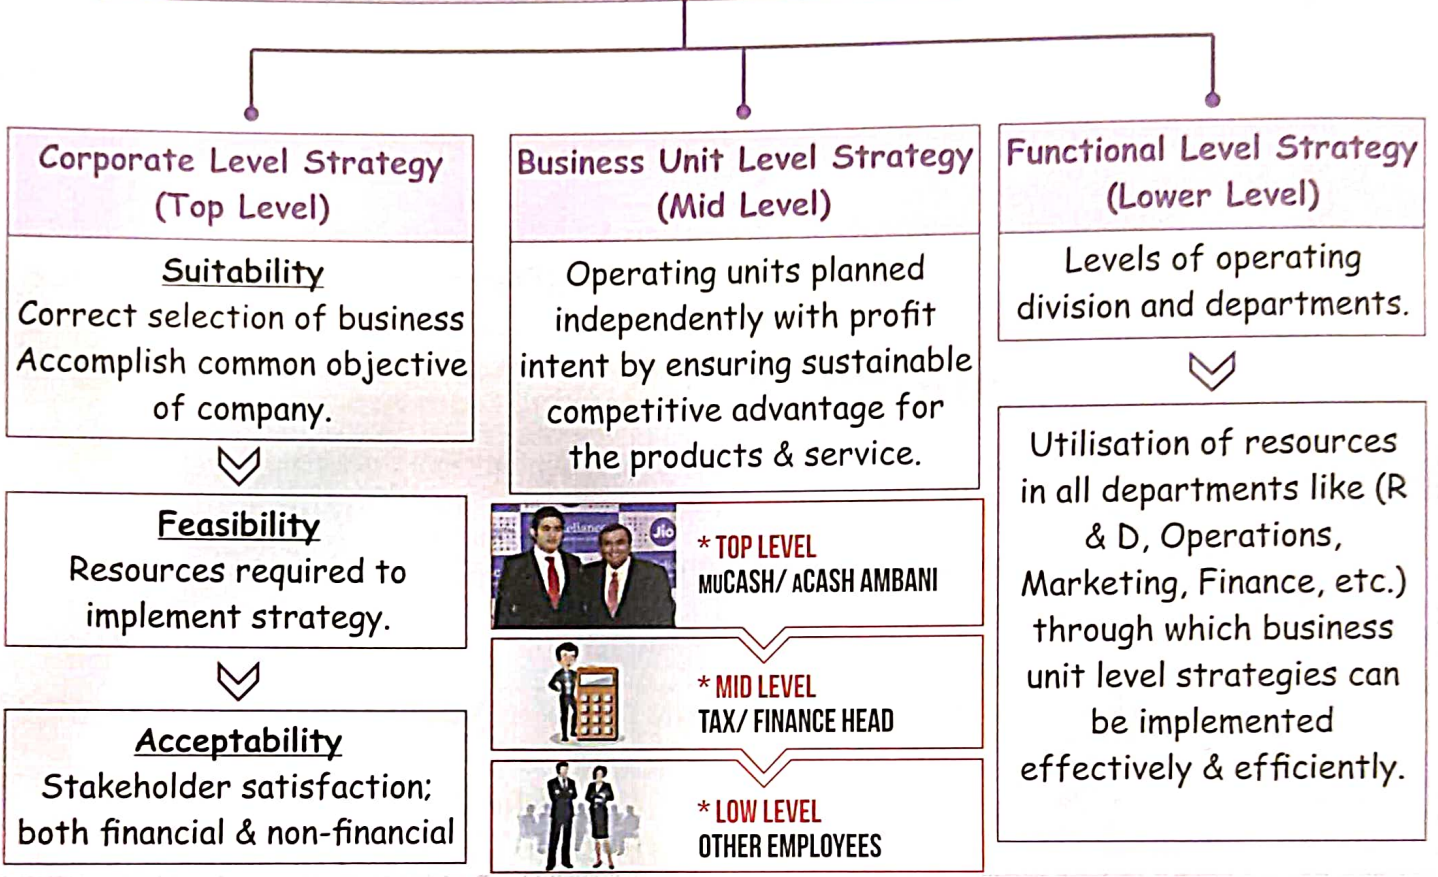 Corporate Level Strategy
(Top Level)
Suitability
Correct selection of business
Accomplish common objective
of company.
Feasibility
Resources required to
implement strategy.
Acceptability
Stakeholder satisfaction;
both financial & non-financial
Business Unit Level Strategy
(Mid Level)
Operating units planned
independently with profit
intent by ensuring sustainable
competitive advantage for
the products & service.
Jio
* TOP LEVEL
MUCASH/ ACASH AMBANI
* MID LEVEL
TAX/ FINANCE HEAD
* LOW LEVEL
OTHER EMPLOYEES
Functional Level Strategy
(Lower Level)
Levels of operating
division and departments.
Utilisation of resources
in all departments like (R
& D, Operations,
Marketing, Finance, etc.)
through which business
unit level strategies can
be implemented
effectively & efficiently.